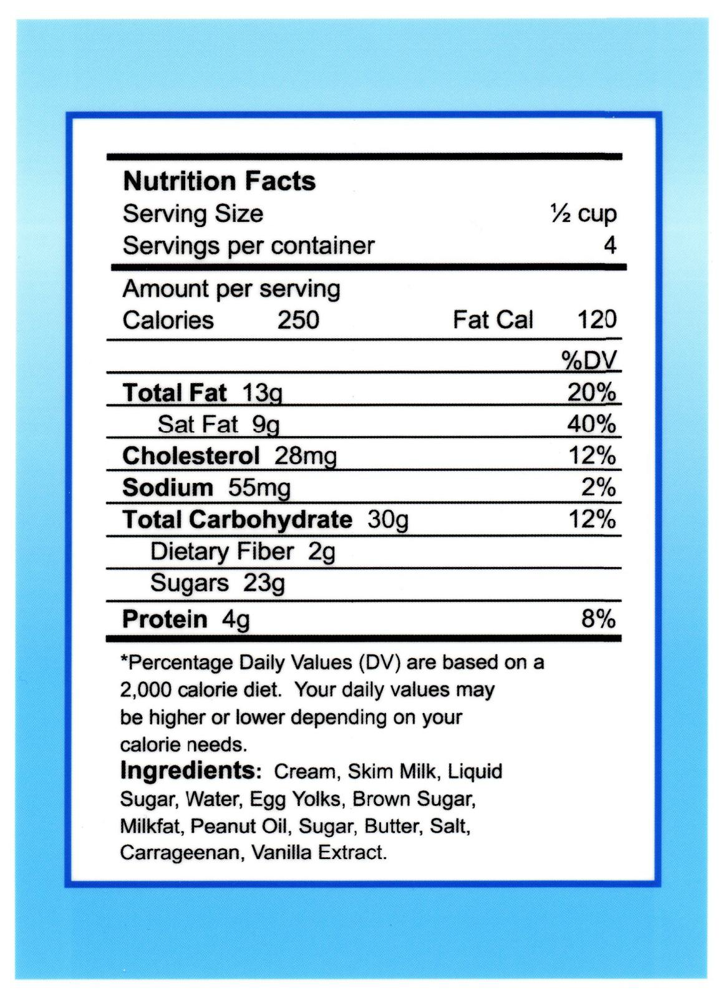 Nutrition Facts
Serving Size ½ cup
Servings per container 4
Amount per serving
Calories 250 Fat Cal 120
%DV
Total Fat 13g 20%
Sat Fat 9g 40%
Cholesterol 28mg 12%
Sodium 55mg 2%
Total Carbohydrate 30g 12%
Dietary Fiber 2g
Sugars 23g
Protein 4g 8%
*Percentage Daily Values (DV) are based on a
2,000 calorie diet. Your daily values may
be higher or lower depending on your
calorie needs.
Ingredients: Cream, Skim Milk, Liquid
Sugar, Water, Egg Yolks, Brown Sugar,
Milkfat, Peanut Oil, Sugar, Butter, Salt,
Carrageenan, Vanilla Extract.